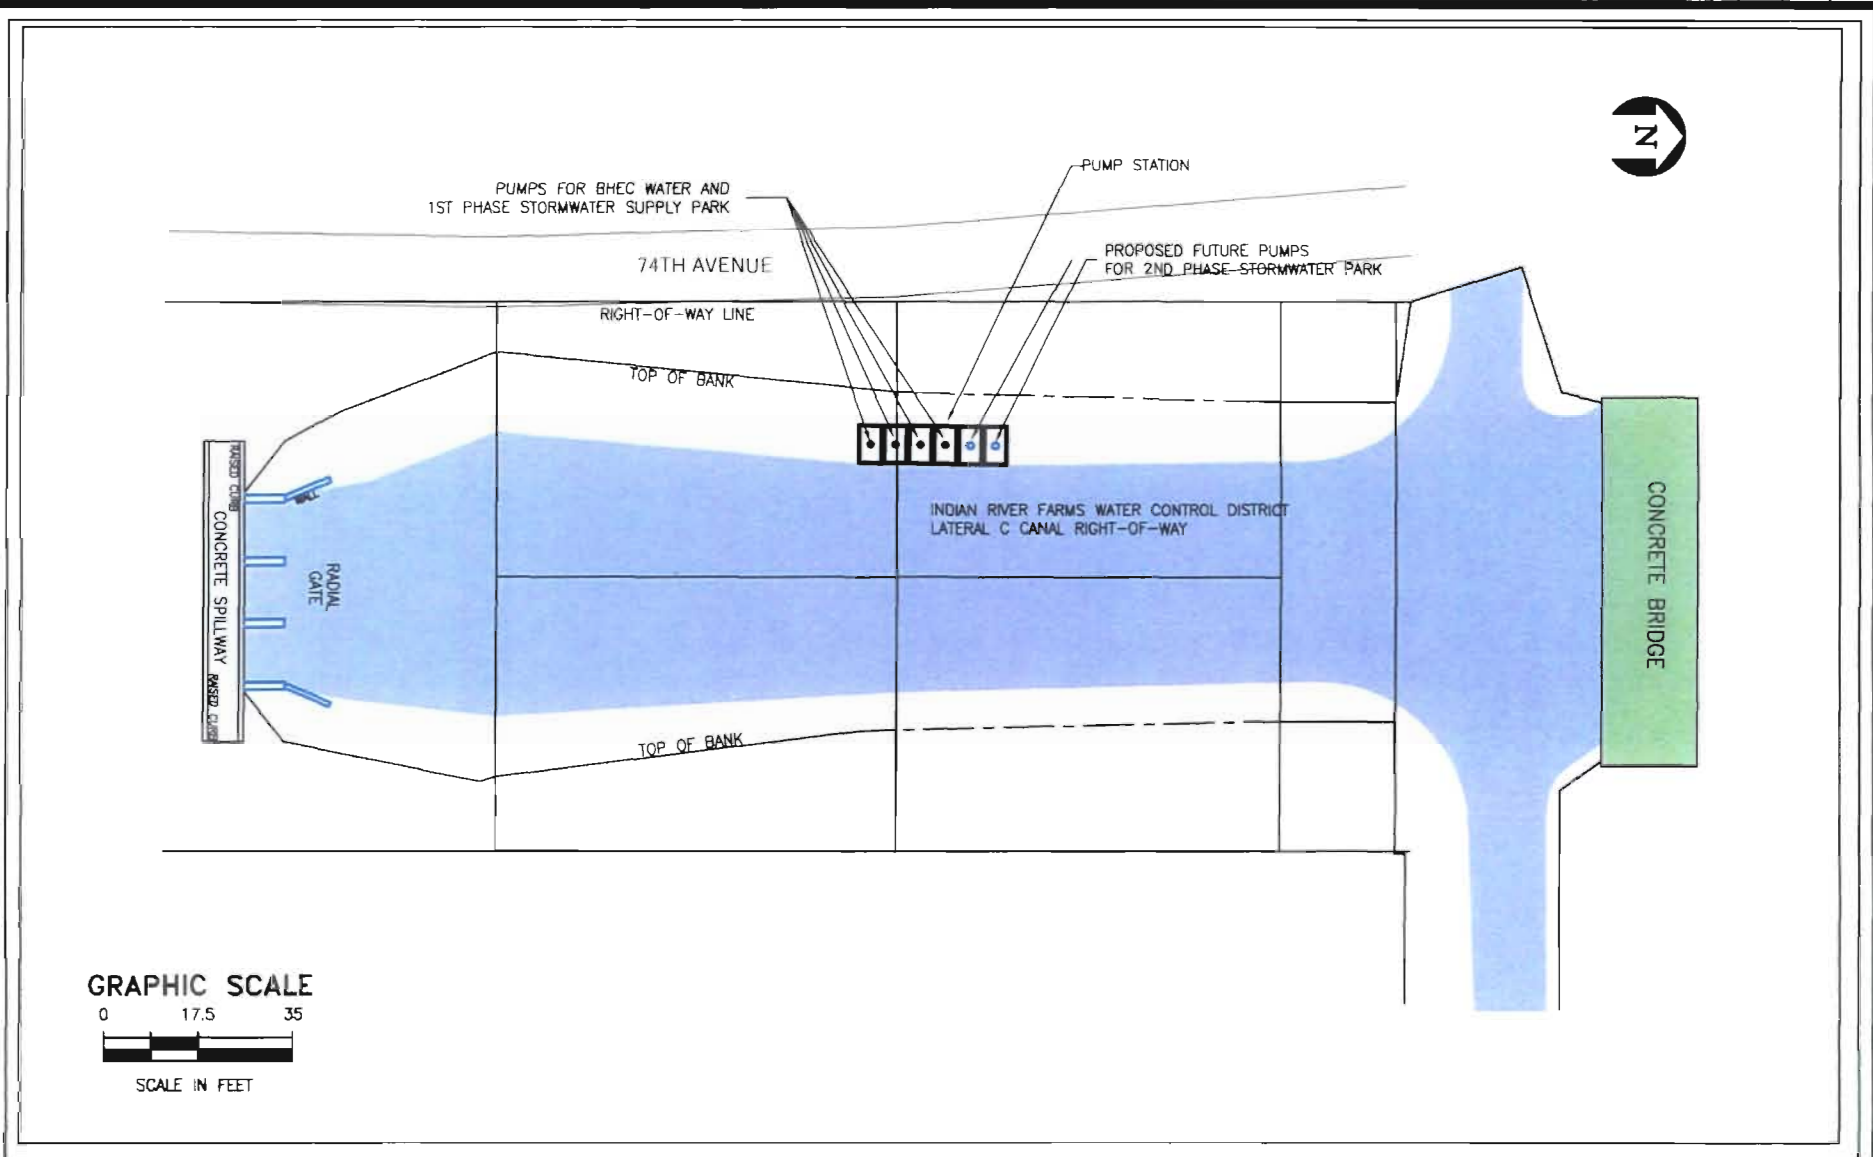 N
PUMP STATION
PUMPS FOR BHEC WATER AND
1ST PHASE STORMWATER SUPPLY PARK
PROPOSED FUTURE PUMPS
FOR 2ND PHASE STORMWATER PARK
74TH AVENUE
RIGHT-OF-WAY LINE
TOP OF BANK
RAISED CURB
WALL
CONCRETE SPILLWAY
RADIAL
GATE
RAISED CURB
INDIAN RIVER FARMS WATER CONTROL DISTRICT
LATERAL C CANAL RIGHT-OF-WAY
CONCRETE BRIDGE
TOP OF BANK
GRAPHIC SCALE
0 17.5 35
SCALE IN FEET